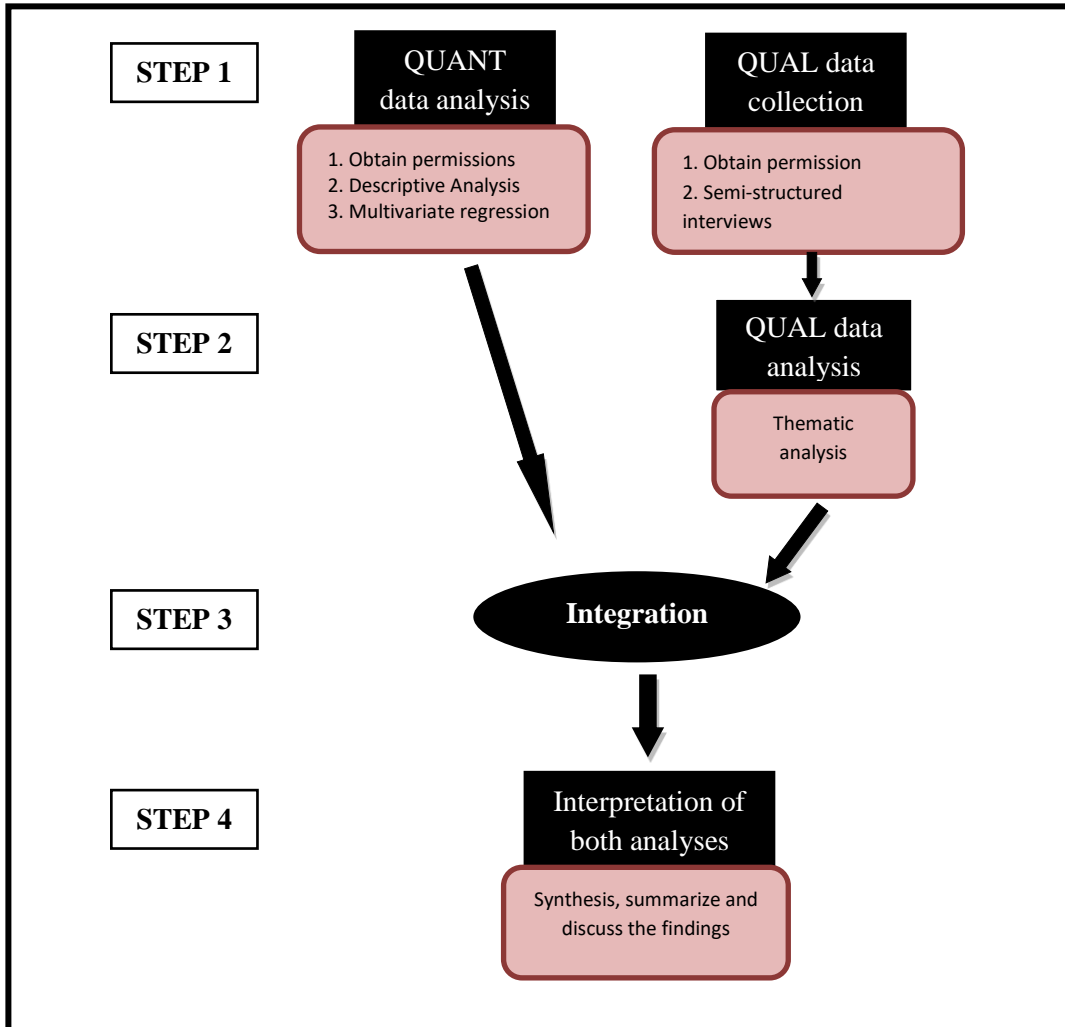 STEP 1
QUANT
data analysis
1. Obtain permissions
2. Descriptive Analysis
3. Multivariate regression
QUAL data
collection
1. Obtain permission
2. Semi-structured
interviews
STEP 2
QUAL data
analysis
Thematic
analysis
STEP 3
Integration
STEP 4
Interpretation of
both analyses
Synthesis, summarize and
discuss the findings